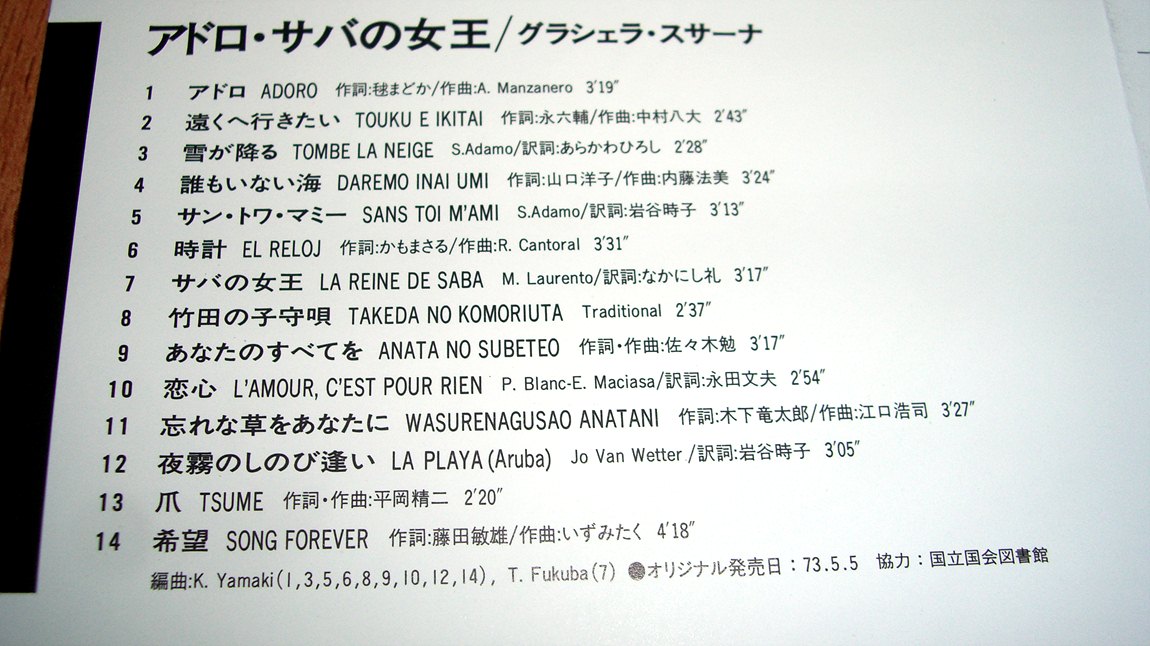 アドロ・サバの女王/グラシェラ・スサーナ
1 アドロ ADORO 作詞:毬まどか/作曲:A. Manzanero 3′19″
2 遠くへ行きたい TOUKU E IKITAI 作詞:永六輔/作曲:中村八大 2′43″
3 雪が降る TOMBE LA NEIGE S.Adamo/訳詞:あらかわひろし 2′28″
4 誰もいない海 DAREMO INAI UMI 作詞:山口洋子/作曲:内藤法美 3′24″
5 サン・トワ・マミー SANS TOI M'AMI S.Adamo/訳詞:岩谷時子 3′13″
6 時計 EL RELOJ 作詞:かもまさる/作曲:R. Cantoral 3′31″
7 サバの女王 LA REINE DE SABA M. Laurento/訳詞:なかにし礼 3′17″
8 竹田の子守唄 TAKEDA NO KOMORIUTA Traditional 2′37″
9 あなたのすべてを ANATA NO SUBETEO 作詞・作曲:佐々木勉 3′17″
10 恋心 L'AMOUR, C'EST POUR RIEN P. Blanc-E. Maciasa/訳詞:永田文夫 2′54″
11 忘れな草をあなたに WASURENAGUSAO ANATANI 作詞:木下竜太郎/作曲:江口浩司 3′27″
12 夜霧のしのび逢い LA PLAYA (Aruba) Jo Van Wetter /訳詞:岩谷時子 3′05″
13 爪 TSUME 作詞・作曲:平岡精二 2′20″
14 希望 SONG FOREVER 作詞:藤田敏雄/作曲:いずみたく 4′18″
編曲:K. Yamaki(1,3,5,6,8,9,10,12,14), T. Fukuba(7) ●オリジナル発売日:73.5.5 協力:国立国会図書館